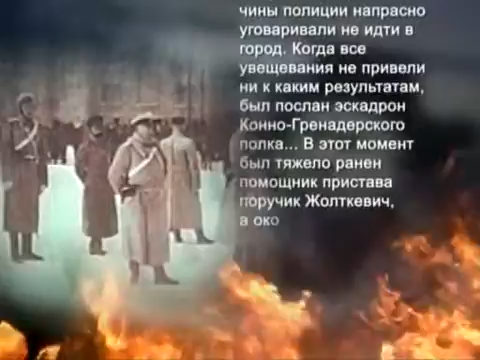 чины полиции напрасно
уговаривали не идти в
город. Когда все
увещевания не привели
ни к каким результатам,
был послан эскадрон
Конно-Гренадерского
полка... В этот момент
был тяжело ранен
помощник пристава
поручик Жолткевич,
а око